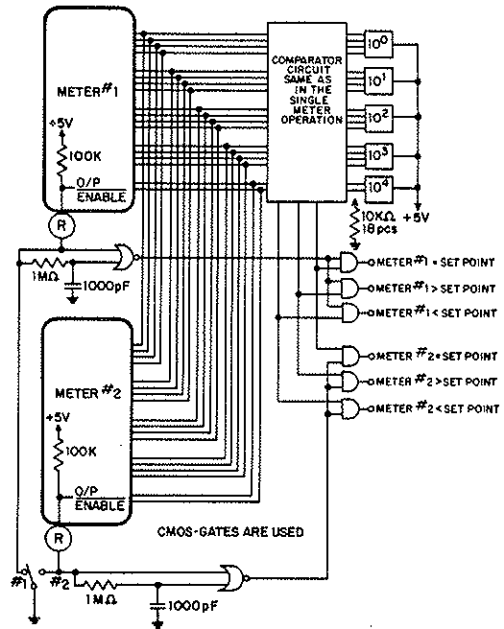 METER #1
+5V
100K
O/P
ENABLE
R
1MΩ
1000pF
COMPARATOR
CIRCUIT
SAME AS
IN THE
SINGLE
METER
OPERATION
10⁰
10¹
10²
10³
10⁴
10KΩ
18pcs
+5V
METER #1 = SET POINT
METER #1 > SET POINT
METER #1 < SET POINT
METER #2 = SET POINT
METER #2 > SET POINT
METER #2 < SET POINT
METER #2
+5V
100K
O/P
ENABLE
R
CMOS-GATES ARE USED
#1
#2
1MΩ
1000pF